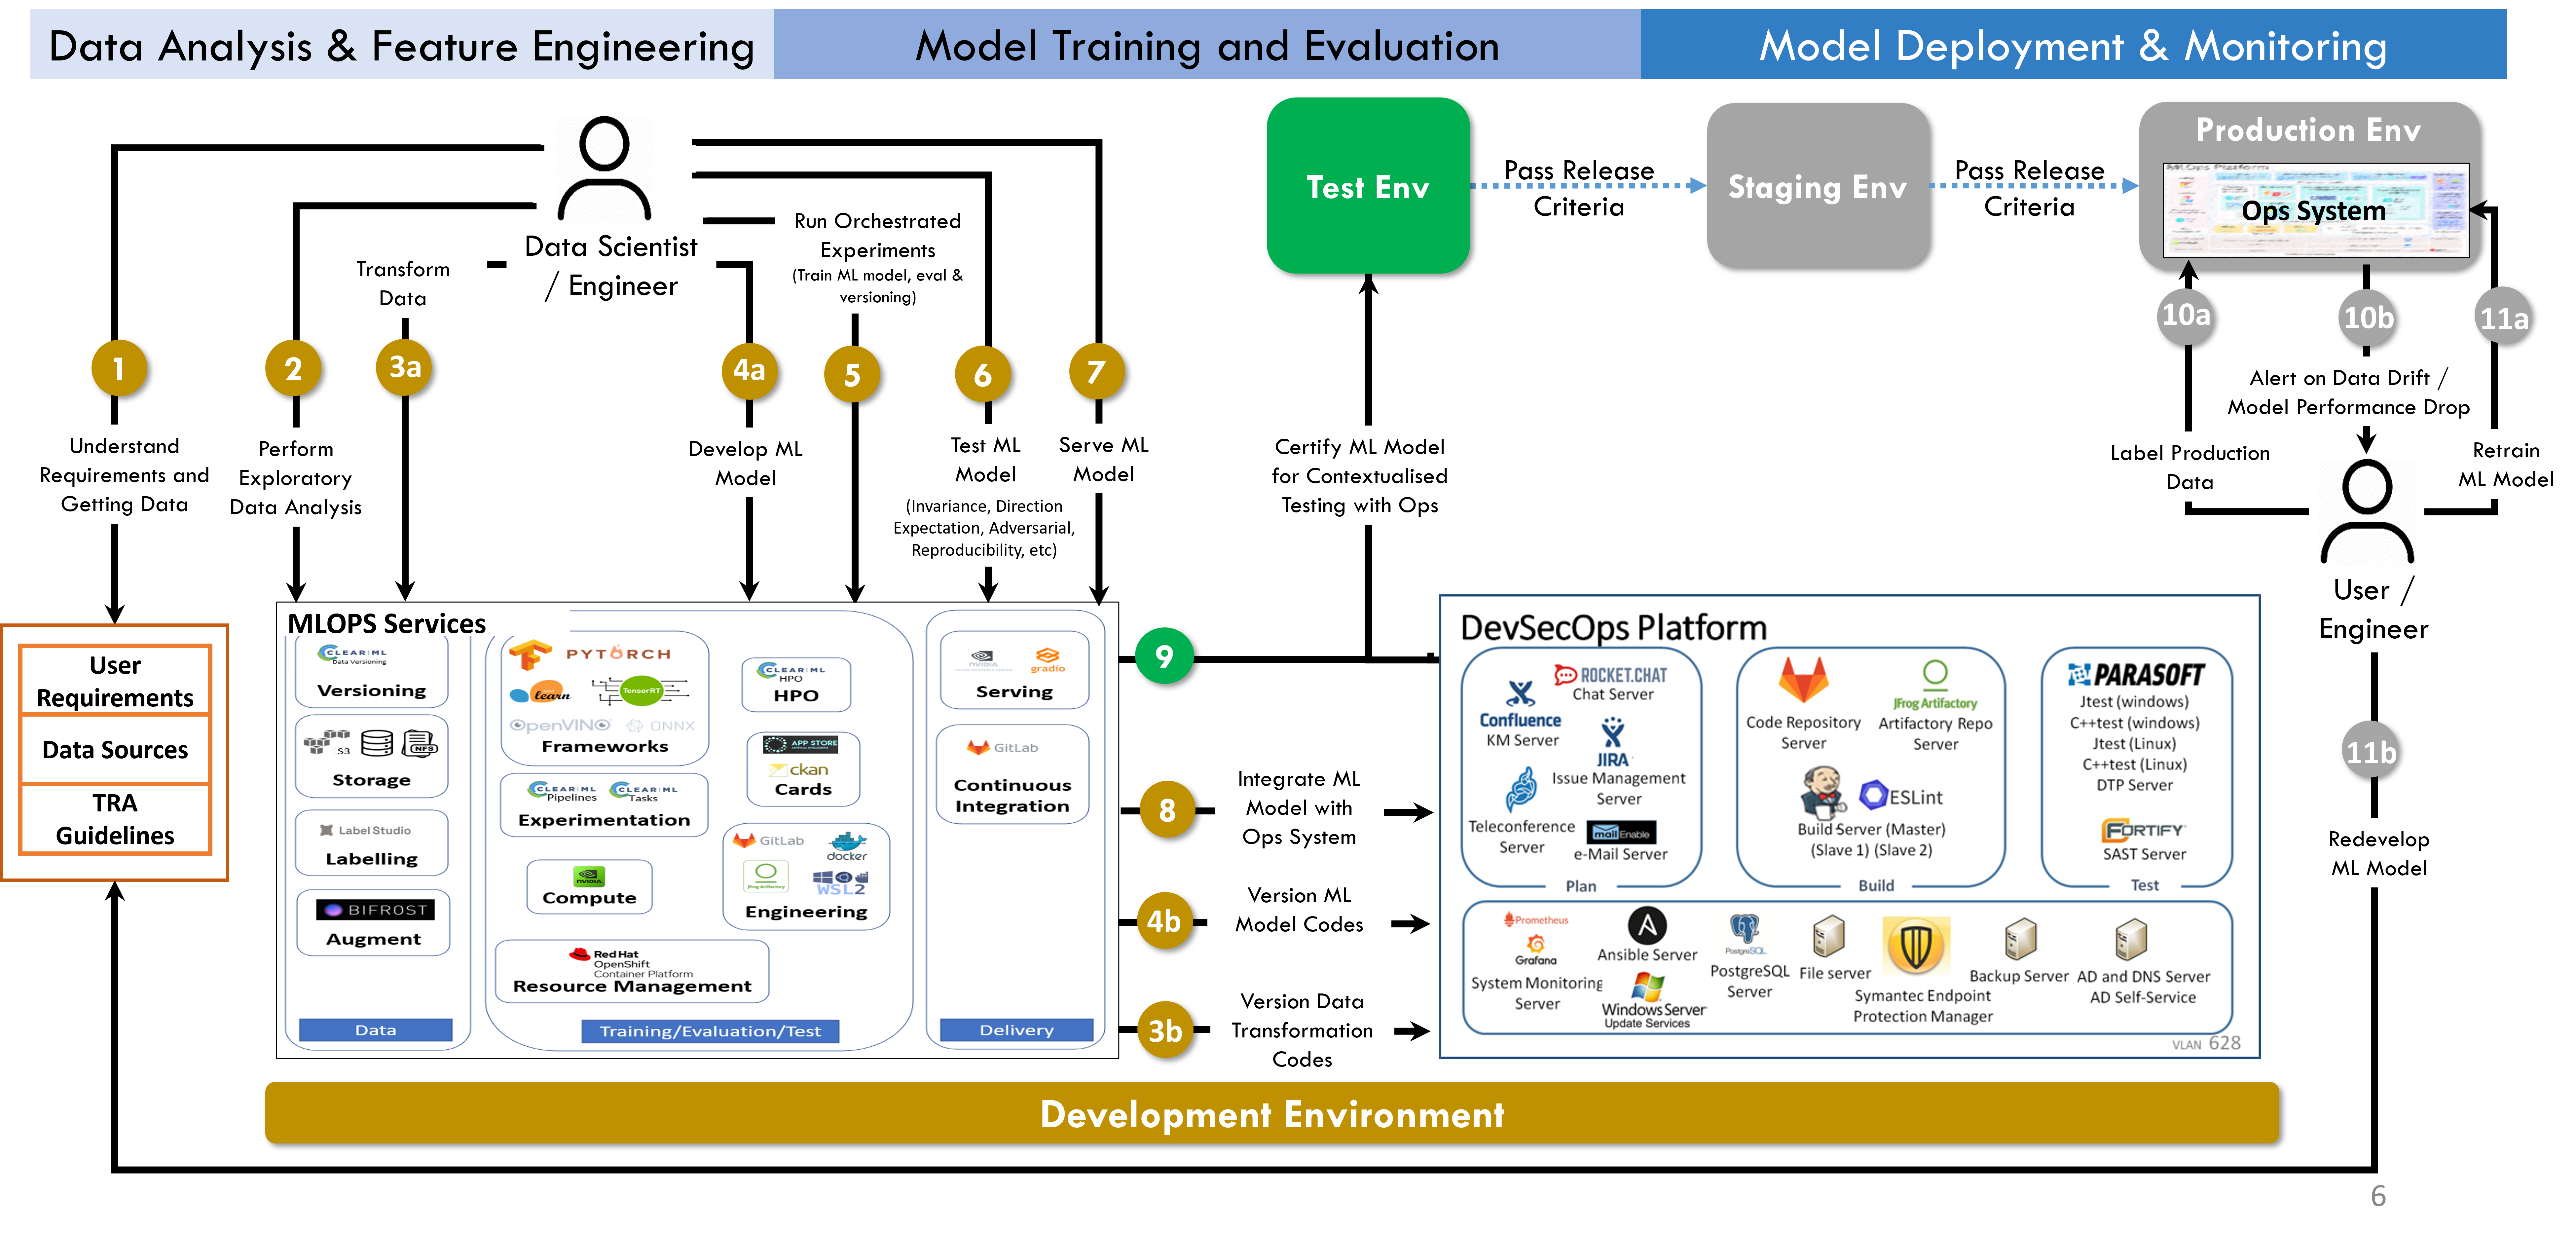 Data Analysis & Feature Engineering
Model Training and Evaluation
Model Deployment & Monitoring
Data Scientist
/ Engineer
Transform
Data
Run Orchestrated
Experiments
(Train ML model, eval &
versioning)
1
Understand
Requirements and
Getting Data
2
Perform
Exploratory
Data Analysis
3a
4a
Develop ML
Model
5
6
Test ML
Model
(Invariance, Direction
Expectation, Adversarial,
Reproducibility, etc)
7
Serve ML
Model
Test Env
Pass Release
Criteria
Staging Env
Pass Release
Criteria
Production Env
MLOps Platform
Ops System
Certify ML Model
for Contextualised
Testing with Ops
10a
Label Production
Data
10b
Alert on Data Drift /
Model Performance Drop
11a
Retrain
ML Model
User /
Engineer
11b
Redevelop
ML Model
User
Requirements
Data Sources
TRA
Guidelines
MLOPS Services
CLEAR|ML
Data Versioning
Versioning
S3
NFS
Storage
Label Studio
Labelling
BIFROST
Augment
Data
PYTORCH
learn
TensorRT
OpenVINO
ONNX
Frameworks
CLEAR|ML
Pipelines
CLEAR|ML
Tasks
Experimentation
NVIDIA
Compute
Red Hat
OpenShift
Container Platform
Resource Management
CLEAR|ML
HPO
HPO
APP STORE
ckan
Cards
GitLab
docker
JFrog Artifactory
WSL2
Engineering
Training/Evaluation/Test
NVIDIA
gradio
Serving
GitLab
Continuous
Integration
Delivery
9
8
Integrate ML
Model with
Ops System
4b
Version ML
Model Codes
3b
Version Data
Transformation
Codes
DevSecOps Platform
ROCKET.CHAT
Chat Server
Confluence
KM Server
JIRA
Issue Management
Server
Teleconference
Server
mailEnable
e-Mail Server
Plan
Code Repository
Server
JFrog Artifactory
Artifactory Repo
Server
ESLint
Build Server (Master)
(Slave 1) (Slave 2)
Build
PARASOFT
Jtest (windows)
C++test (windows)
Jtest (Linux)
C++test (Linux)
DTP Server
FORTIFY
SAST Server
Test
Prometheus
Grafana
System Monitoring
Server
A
Ansible Server
Windows Server
Update Services
PostgreSQL
PostgreSQL
Server
File server
Symantec Endpoint
Protection Manager
Backup Server
AD and DNS Server
AD Self-Service
VLAN 628
Development Environment
6